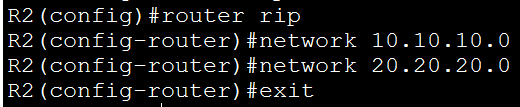 R2(config)#router rip
R2(config-router)#network 10.10.10.0
R2(config-router)#network 20.20.20.0
R2(config-router)#exit